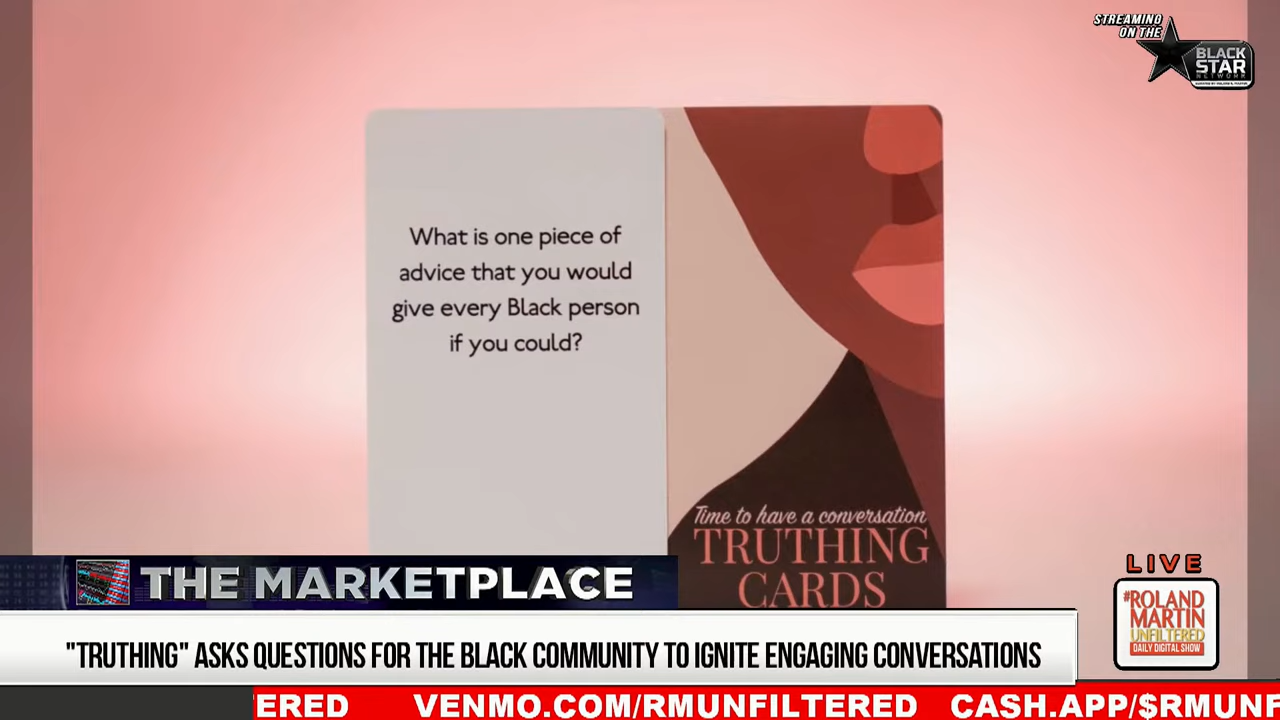 STREAMING
ON THE
BLACK
STAR
NETWORK
What is one piece of
advice that you would
give every Black person
if you could?
Time to have a conversation
TRUTHING
CARDS
THE MARKETPLACE
"TRUTHING" ASKS QUESTIONS FOR THE BLACK COMMUNITY TO IGNITE ENGAGING CONVERSATIONS
LIVE
#ROLAND
MARTIN
UNFILTERED
DAILY DIGITAL SHOW
ERED VENMO.COM/RMUNFILTERED CASH.APP/$RMUNF